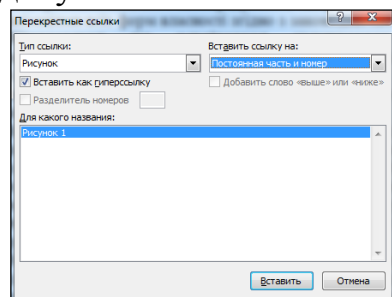 Перекрестные ссылки
Тип ссылки:
Вставить ссылку на:
Рисунок
Постоянная часть и номер
Вставить как гиперссылку
Добавить слово «выше» или «ниже»
Разделитель номеров
Для какого названия:
Рисунок 1
Вставить
Отмена